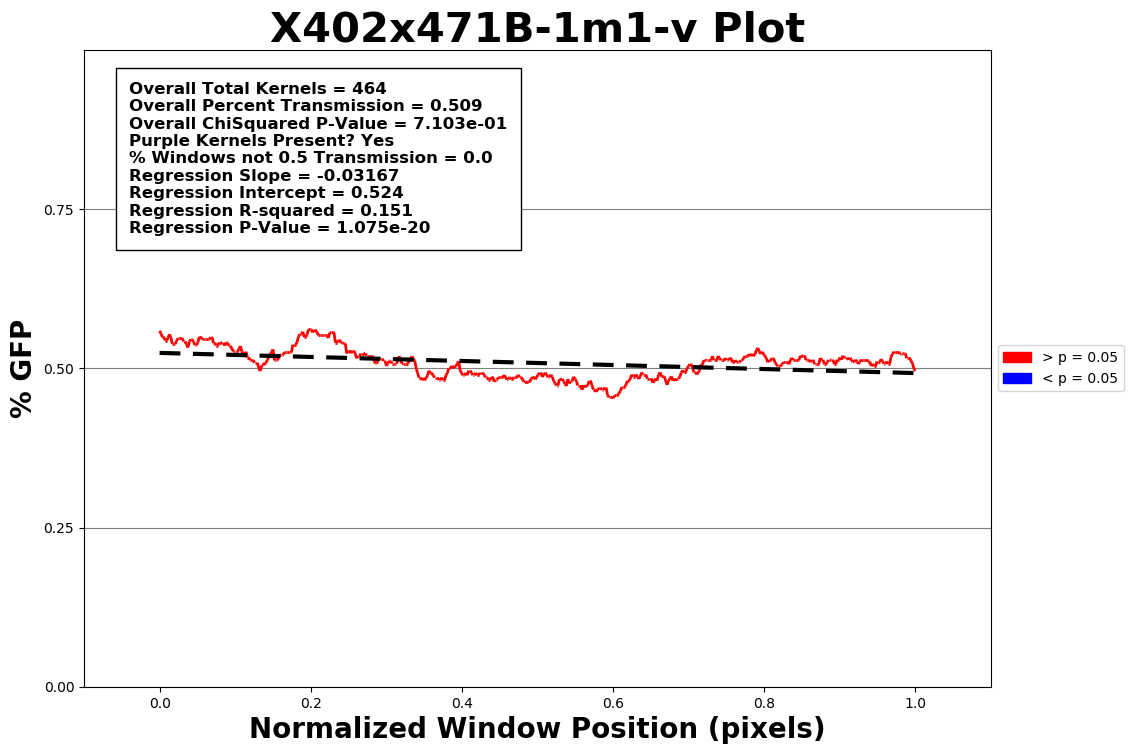 X402x471B-1m1-v Plot
Overall Total Kernels = 464
Overall Percent Transmission = 0.509
Overall ChiSquared P-Value = 7.103e-01
Purple Kernels Present? Yes
% Windows not 0.5 Transmission = 0.0
Regression Slope = -0.03167
Regression Intercept = 0.524
Regression R-squared = 0.151
Regression P-Value = 1.075e-20
% GFP
0.75
0.50
0.25
0.00
0.0 0.2 0.4 0.6 0.8 1.0
Normalized Window Position (pixels)
> p = 0.05
< p = 0.05